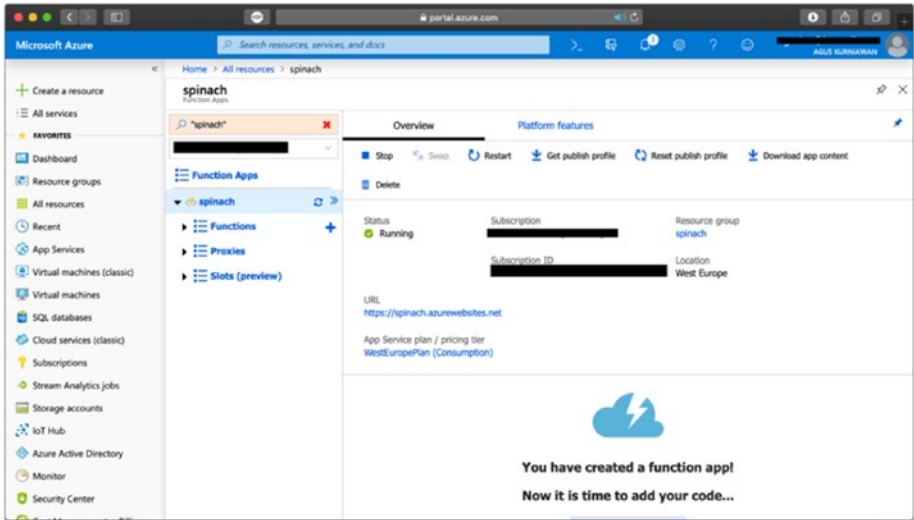 portal.azure.com
Microsoft Azure
Search resources, services, and docs
AGUS KURNIAWAN
Home > All resources > spinach
Create a resource
All services
FAVORITES
Dashboard
Resource groups
All resources
Recent
App Services
Virtual machines (classic)
Virtual machines
SQL databases
Cloud services (classic)
Subscriptions
Stream Analytics jobs
Storage accounts
IoT Hub
Azure Active Directory
Monitor
Security Center
spinach
Function Apps
"spinach"
Function Apps
spinach
Functions
Proxies
Slots (preview)
Overview Platform features
Stop Swap Restart Get publish profile Reset publish profile Download app content
Delete
Status Subscription Resource group
Running spinach
Subscription ID Location
West Europe
URL
https://spinach.azurewebsites.net
App Service plan / pricing tier
WestEuropePlan (Consumption)
You have created a function app!
Now it is time to add your code...